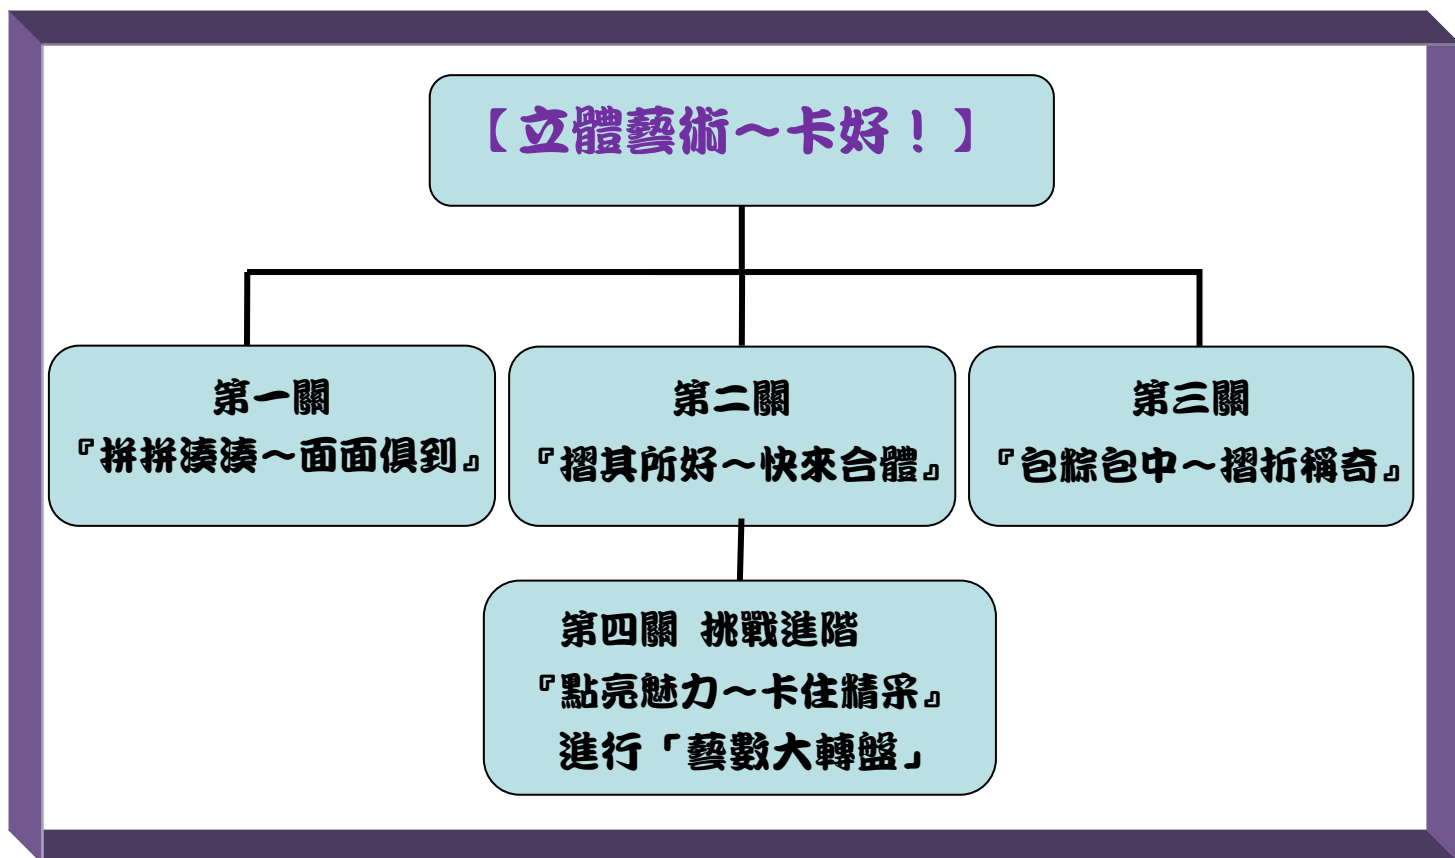 【立體藝術～卡好！】
第一關
『拼拼湊湊～面面俱到』
第二關
『摺其所好～快來合體』
第三關
『包粽包中～摺折稱奇』
第四關 挑戰進階
『點亮魅力～卡住精采』
進行「藝數大轉盤」